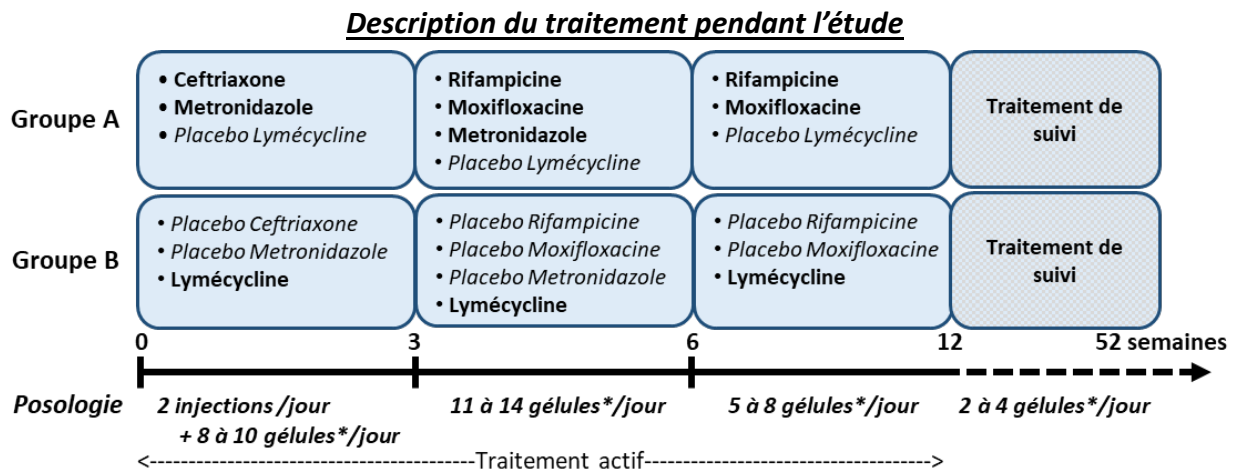 Description du traitement pendant l’étude
Groupe A
• Ceftriaxone
• Metronidazole
• Placebo Lymécycline
• Rifampicine
• Moxifloxacine
• Metronidazole
• Placebo Lymécycline
• Rifampicine
• Moxifloxacine
• Placebo Lymécycline
Traitement de
suivi
Groupe B
• Placebo Ceftriaxone
• Placebo Metronidazole
• Lymécycline
• Placebo Rifampicine
• Placebo Moxifloxacine
• Placebo Metronidazole
• Lymécycline
• Placebo Rifampicine
• Placebo Moxifloxacine
• Lymécycline
Traitement de
suivi
0 3 6 12 52 semaines
Posologie
2 injections /jour
+ 8 à 10 gélules*/jour
11 à 14 gélules*/jour
5 à 8 gélules*/jour
2 à 4 gélules*/jour
<-----------------------------------------Traitement actif------------------------------------>